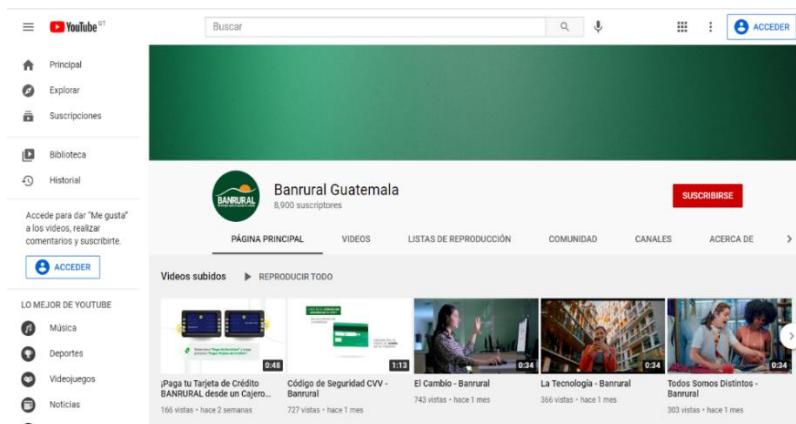 YouTube GT
Buscar
ACCEDER
Principal
Explorar
Suscripciones
Biblioteca
Historial
Accede para dar "Me gusta"
a los videos, realizar
comentarios y suscribirte.
ACCEDER
LO MEJOR DE YOUTUBE
Música
Deportes
Videojuegos
Noticias
BANRURAL
Banrural Guatemala
8,900 suscriptores
SUSCRIBIRSE
PÁGINA PRINCIPAL VIDEOS LISTAS DE REPRODUCCIÓN COMUNIDAD CANALES ACERCA DE
Videos subidos REPRODUCIR TODO
0:48
1:13
0:34
0:34
0:34
¡Paga tu Tarjeta de Crédito
BANRURAL desde un Cajero...
166 vistas • hace 2 semanas
Código de Seguridad CVV -
Banrural
727 vistas • hace 1 mes
El Cambio - Banrural
743 vistas • hace 1 mes
La Tecnología - Banrural
366 vistas • hace 1 mes
Todos Somos Distintos -
Banrural
303 vistas • hace 1 mes